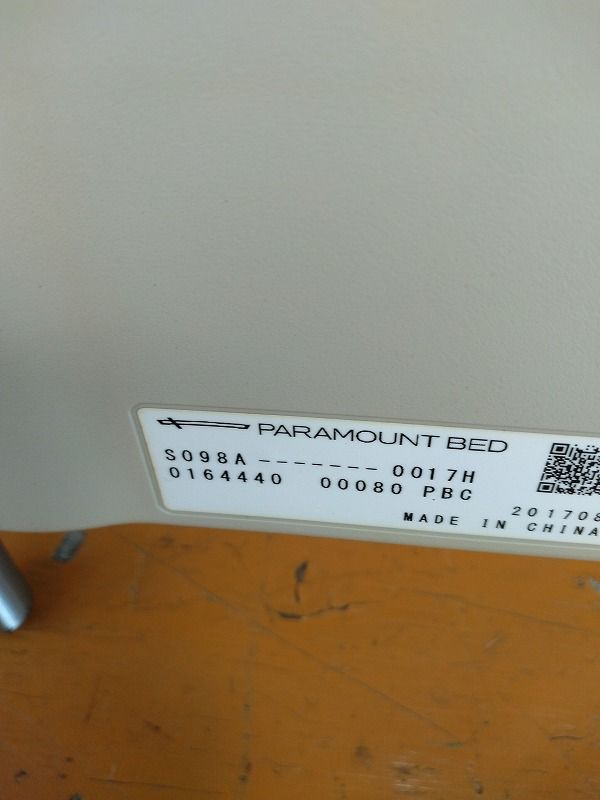 PARAMOUNT BED
S098A ------- 0017H
0164440 00080 PBC
201708
MADE IN CHINA